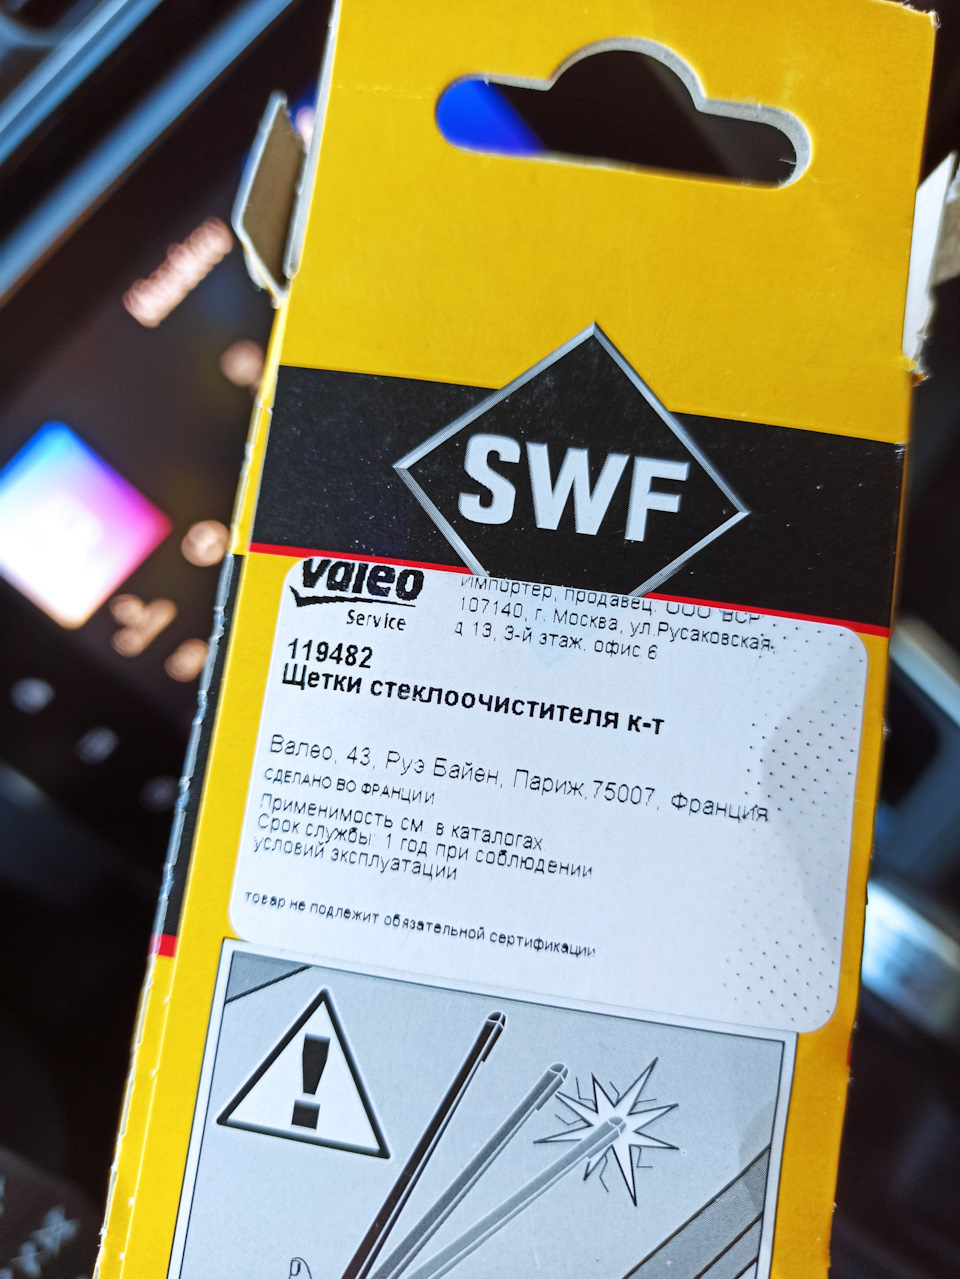 SWF
valeo
Service
импортер, продавец: ООО "ВСР"
107140, г. Москва, ул.Русаковская,
д 13, 3-й этаж, офис 6
119482
Щетки стеклоочистителя к-т
Валео, 43, Руэ Байен, Париж,75007, Франция
СДЕЛАНО ВО ФРАНЦИИ
Применимость см. в каталогах.
Срок службы: 1 год при соблюдении
условий эксплуатации
товар не подлежит обязательной сертификации